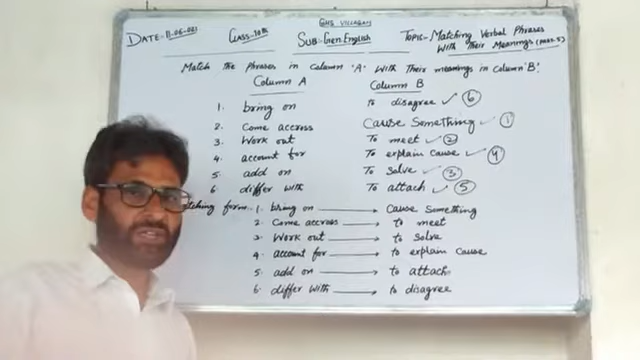 GHS VILLAGAM
DATE-11-06-021 CLASS-10th SUB:-Gen.English TOPIC-Matching Verbal Phrases With Their Meanings (PART-5)
Match the Phrases in Column 'A' With Their meanings in Column 'B'.
Column A Column B
1. bring on to disagree ✓ ⑥
2. Come accross Cause Something ✓ ①
3. Work out To meet ✓ ②
4. account for To explain Cause ✓ ④
5. add on To Solve ✓ ③
6 differ with To attach ✓ ⑤
tching form.. 1. bring on → Cause Something
2. Come accross → to meet
3. Work out → to solve
4. account for → to explain Cause
5. add on → to attach
6. differ With → to disagree